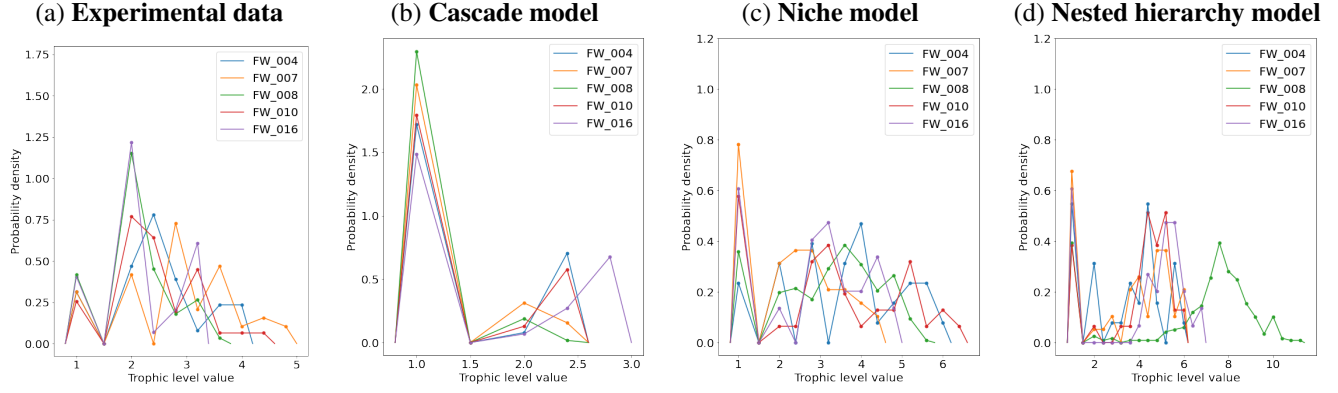 (a) Experimental data
1.75
1.50
1.25
1.00
0.75
0.50
0.25
0.00
Probability density
FW_004
FW_007
FW_008
FW_010
FW_016
1 2 3 4 5
Trophic level value
(b) Cascade model
2.0
1.5
1.0
0.5
0.0
Probability density
FW_004
FW_007
FW_008
FW_010
FW_016
1.0 1.5 2.0 2.5 3.0
Trophic level value
(c) Niche model
1.2
1.0
0.8
0.6
0.4
0.2
0.0
Probability density
FW_004
FW_007
FW_008
FW_010
FW_016
1 2 3 4 5 6
Trophic level value
(d) Nested hierarchy model
1.2
1.0
0.8
0.6
0.4
0.2
0.0
Probability density
FW_004
FW_007
FW_008
FW_010
FW_016
2 4 6 8 10
Trophic level value